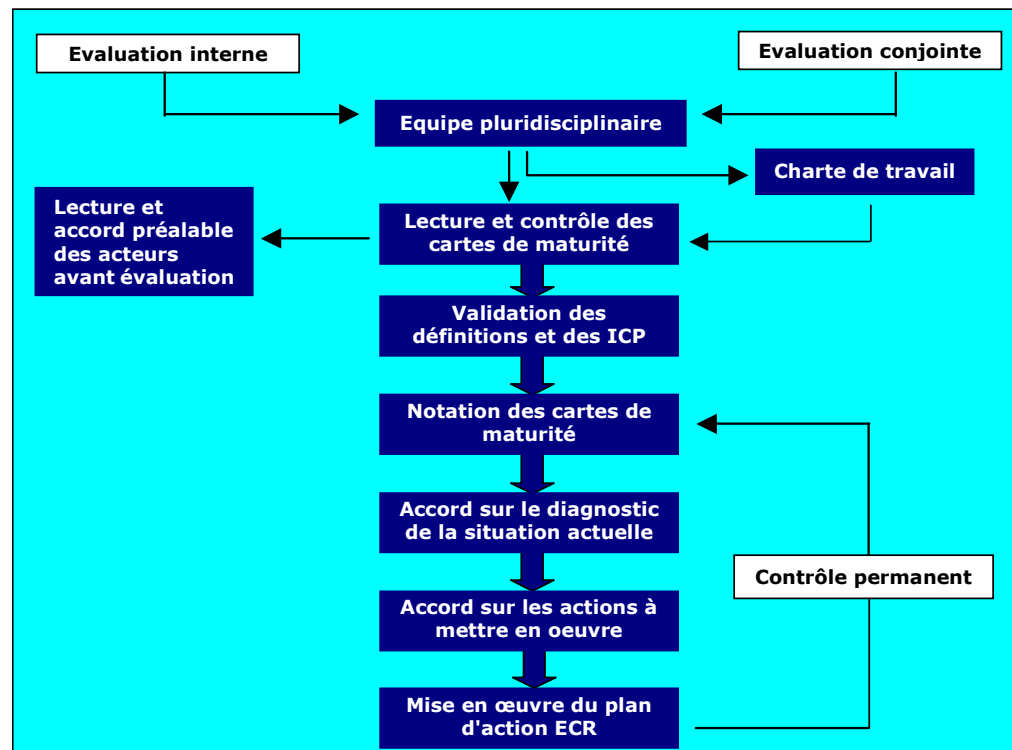 Evaluation interne
Evaluation conjointe
Equipe pluridisciplinaire
Charte de travail
Lecture et
accord préalable
des acteurs
avant évaluation
Lecture et contrôle des
cartes de maturité
Validation des
définitions et des ICP
Notation des cartes de
maturité
Accord sur le diagnostic
de la situation actuelle
Contrôle permanent
Accord sur les actions à
mettre en oeuvre
Mise en œuvre du plan
d'action ECR